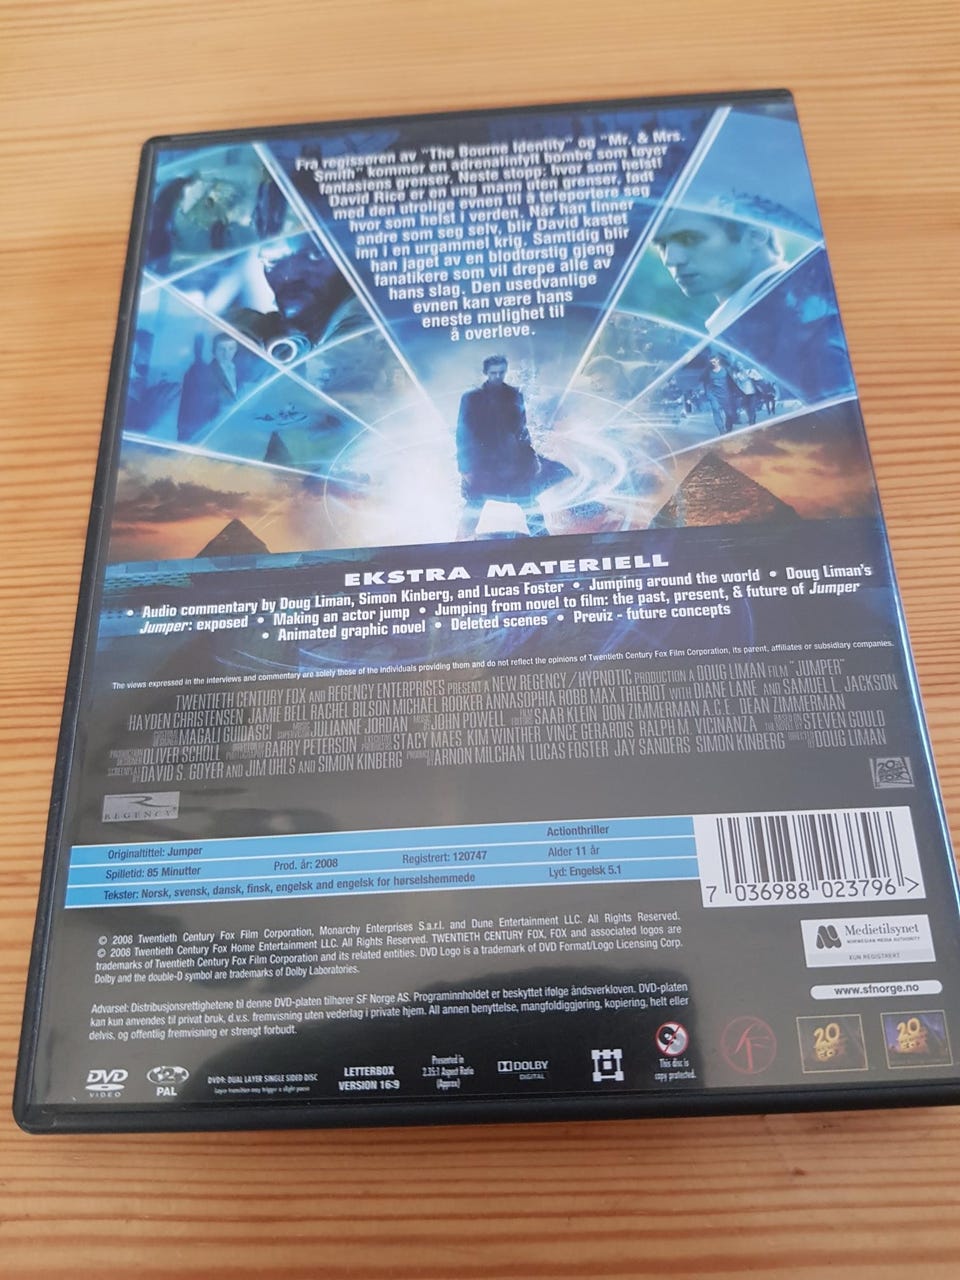 Fra regissøren av "The Bourne Identity" og "Mr. & Mrs.
Smith" kommer en adrenalinfylt bombe som tøyer
fantasiens grenser. Neste stopp: hvor som helst!
David Rice er en ung mann uten grenser, født
med den utrolige evnen til å teleportere seg
hvor som helst i verden. Når han finner
andre som seg selv, blir David kastet
inn i en urgammel krig. Samtidig blir
han jaget av en blodtørstig gjeng
fanatikere som vil drepe alle av
hans slag. Den usedvanlige
evnen kan være hans
eneste mulighet til
å overleve.
EKSTRA MATERIELL
• Audio commentary by Doug Liman, Simon Kinberg, and Lucas Foster • Jumping around the world • Doug Liman's
Jumper: exposed • Making an actor jump • Jumping from novel to film: the past, present, & future of Jumper
• Animated graphic novel • Deleted scenes • Previz - future concepts
The views expressed in the interviews and commentary are solely those of the individuals providing them and do not reflect the opinions of Twentieth Century Fox Film Corporation, its parent, affiliates or subsidiary companies.
TWENTIETH CENTURY FOX AND REGENCY ENTERPRISES PRESENT A NEW REGENCY / HYPNOTIC PRODUCTION A DOUG LIMAN FILM "JUMPER"
HAYDEN CHRISTENSEN JAMIE BELL RACHEL BILSON MICHAEL ROOKER ANNASOPHIA ROBB MAX THIERIOT WITH DIANE LANE AND SAMUEL L. JACKSON
MAGALI GUIDASCI JULIANNE JORDAN JOHN POWELL SAAR KLEIN DON ZIMMERMAN A.C.E. DEAN ZIMMERMAN
OLIVER SCHOLL BARRY PETERSON STACY MAES KIM WINTHER VINCE GERARDIS RALPH M. VICINANZA STEVEN GOULD
DAVID S. GOYER AND JIM UHLS AND SIMON KINBERG ARNON MILCHAN LUCAS FOSTER JAY SANDERS SIMON KINBERG DOUG LIMAN
REGENCY
Originaltittel: Jumper Actionthriller
Spilletid: 85 Minutter Prod. år: 2008 Registrert: 120747 Alder 11 år
Tekster: Norsk, svensk, dansk, finsk, engelsk and engelsk for hørselshemmede Lyd: Engelsk 5.1
7 036988 023796 >
© 2008 Twentieth Century Fox Film Corporation, Monarchy Enterprises S.a.r.l. and Dune Entertainment LLC. All Rights Reserved.
© 2008 Twentieth Century Fox Home Entertainment LLC. All Rights Reserved. TWENTIETH CENTURY FOX, FOX and associated logos are
trademarks of Twentieth Century Fox Film Corporation and its related entities. DVD Logo is a trademark of DVD Format/Logo Licensing Corp.
Dolby and the double-D symbol are trademarks of Dolby Laboratories.
Medietilsynet
NORWEGIAN MEDIA AUTHORITY
KUN REGISTRERT
www.sfnorge.no
Advarsel: Distribusjonsrettighetene til denne DVD-platen tilhører SF Norge AS. Programinnholdet er beskyttet ifølge åndsverkloven. DVD-platen
kan kun anvendes til privat bruk, d.v.s. fremvisning uten vederlag i private hjem. All annen benyttelse, mangfoldiggjøring, kopiering, helt eller
delvis, og offentlig fremvisning er strengt forbudt.
DVD
VIDEO
PAL
DVD9: DUAL LAYER SINGLE SIDED DISC
Layer transition may trigger a slight pause
LETTERBOX
VERSION 16:9
Presented in
2.35:1 Aspect Ratio
(Approx)
DOLBY
DIGITAL
This disc is
copy protected.
20
20